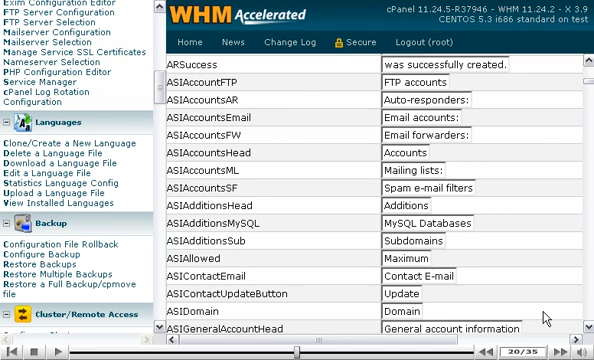 Exim Configuration Editor
FTP Server Configuration
FTP Server Selection
Mailserver Configuration
Mailserver Selection
Manage Service SSL Certificates
Nameserver Selection
PHP Configuration Editor
Service Manager
cPanel Log Rotation
Configuration
Languages
Clone/Create a New Language
Delete a Language File
Download a Language File
Edit a Language File
Statistics Language Config
Upload a Language File
View Installed Languages
Backup
Configuration File Rollback
Configure Backup
Restore Backups
Restore Multiple Backups
Restore a Full Backup/cpmove
file
Cluster/Remote Access
WHM Accelerated
cPanel 11.24.5-R37946 - WHM 11.24.2 - X 3.9
CENTOS 5.3 i686 standard on test
Home News Change Log Secure Logout (root)
ARSuccess was successfully created.
ASIAccountFTP FTP accounts
ASIAccountsAR Auto-responders:
ASIAccountsEmail Email accounts:
ASIAccountsFW Email forwarders:
ASIAccountsHead Accounts
ASIAccountsML Mailing lists:
ASIAccountsSF Spam e-mail filters
ASIAdditionsHead Additions
ASIAdditionsMySQL MySQL Databases
ASIAdditionsSub Subdomains
ASIAllowed Maximum
ASIContactEmail Contact E-mail
ASIContactUpdateButton Update
ASIDomain Domain
ASIGeneralAccountHead General account information
20/35